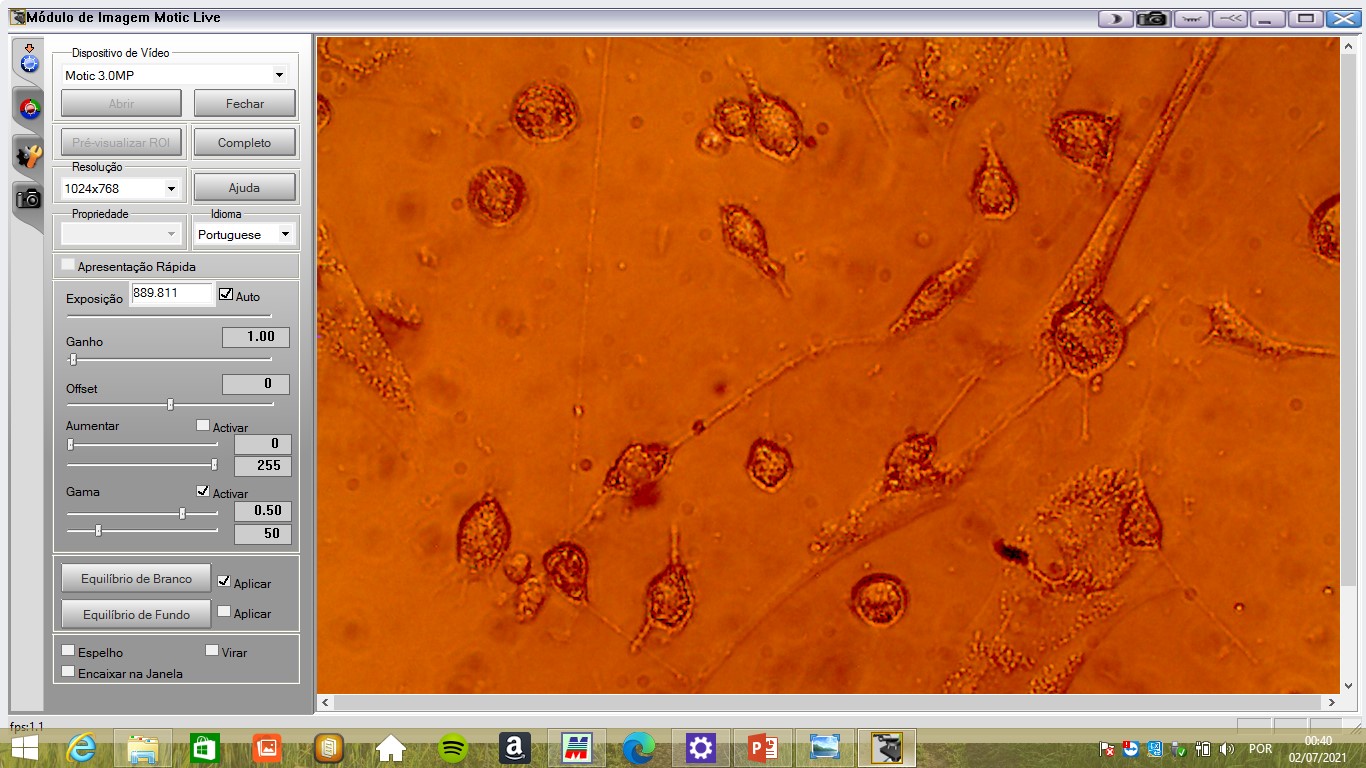 Módulo de Imagem Motic Live
Dispositivo de Vídeo
Motic 3.0MP
Abrir
Fechar
Pré-visualizar ROI
Completo
Resolução
1024x768
Ajuda
Propriedade
Idioma
Portuguese
Apresentação Rápida
Exposição
889.811
Auto
Ganho
1.00
Offset
0
Aumentar
Activar
0
255
Gama
Activar
0.50
50
Equilíbrio de Branco
Aplicar
Equilíbrio de Fundo
Aplicar
Espelho
Virar
Encaixar na Janela
fps:1.1
POR
00:40
02/07/2021